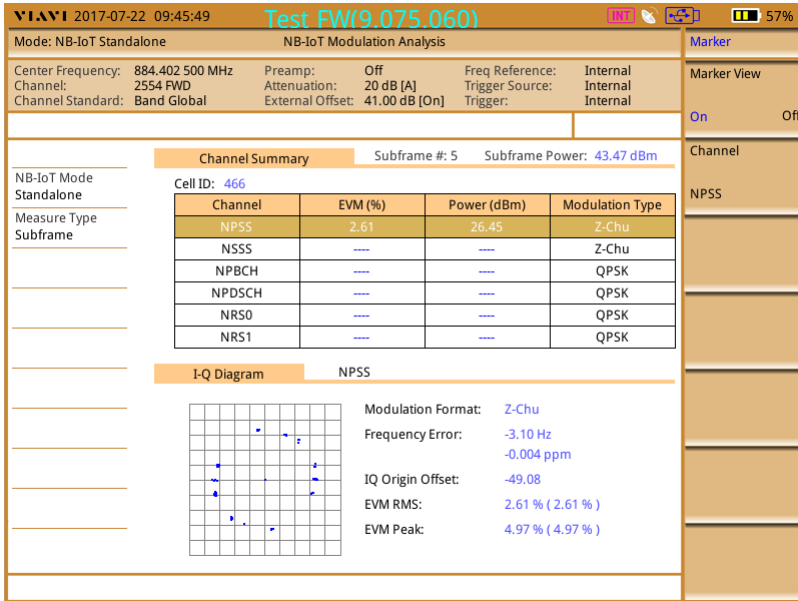 VIAVI 2017-07-22 09:45:49 Test FW(9.075.060) INT 57%
Mode: NB-IoT Standalone NB-IoT Modulation Analysis Marker
Center Frequency: 884.402 500 MHz Preamp: Off Freq Reference: Internal
Channel: 2554 FWD Attenuation: 20 dB [A] Trigger Source: Internal
Channel Standard: Band Global External Offset: 41.00 dB [On] Trigger: Internal
Marker View
On Off
Channel
NPSS
NB-IoT Mode
Standalone
Measure Type
Subframe
Channel Summary Subframe #: 5 Subframe Power: 43.47 dBm
Cell ID: 466
Channel EVM (%) Power (dBm) Modulation Type
NPSS 2.61 26.45 Z-Chu
NSSS ---- ---- Z-Chu
NPBCH ---- ---- QPSK
NPDSCH ---- ---- QPSK
NRS0 ---- ---- QPSK
NRS1 ---- ---- QPSK
I-Q Diagram NPSS
Modulation Format: Z-Chu
Frequency Error: -3.10 Hz
-0.004 ppm
IQ Origin Offset: -49.08
EVM RMS: 2.61 % ( 2.61 % )
EVM Peak: 4.97 % ( 4.97 % )